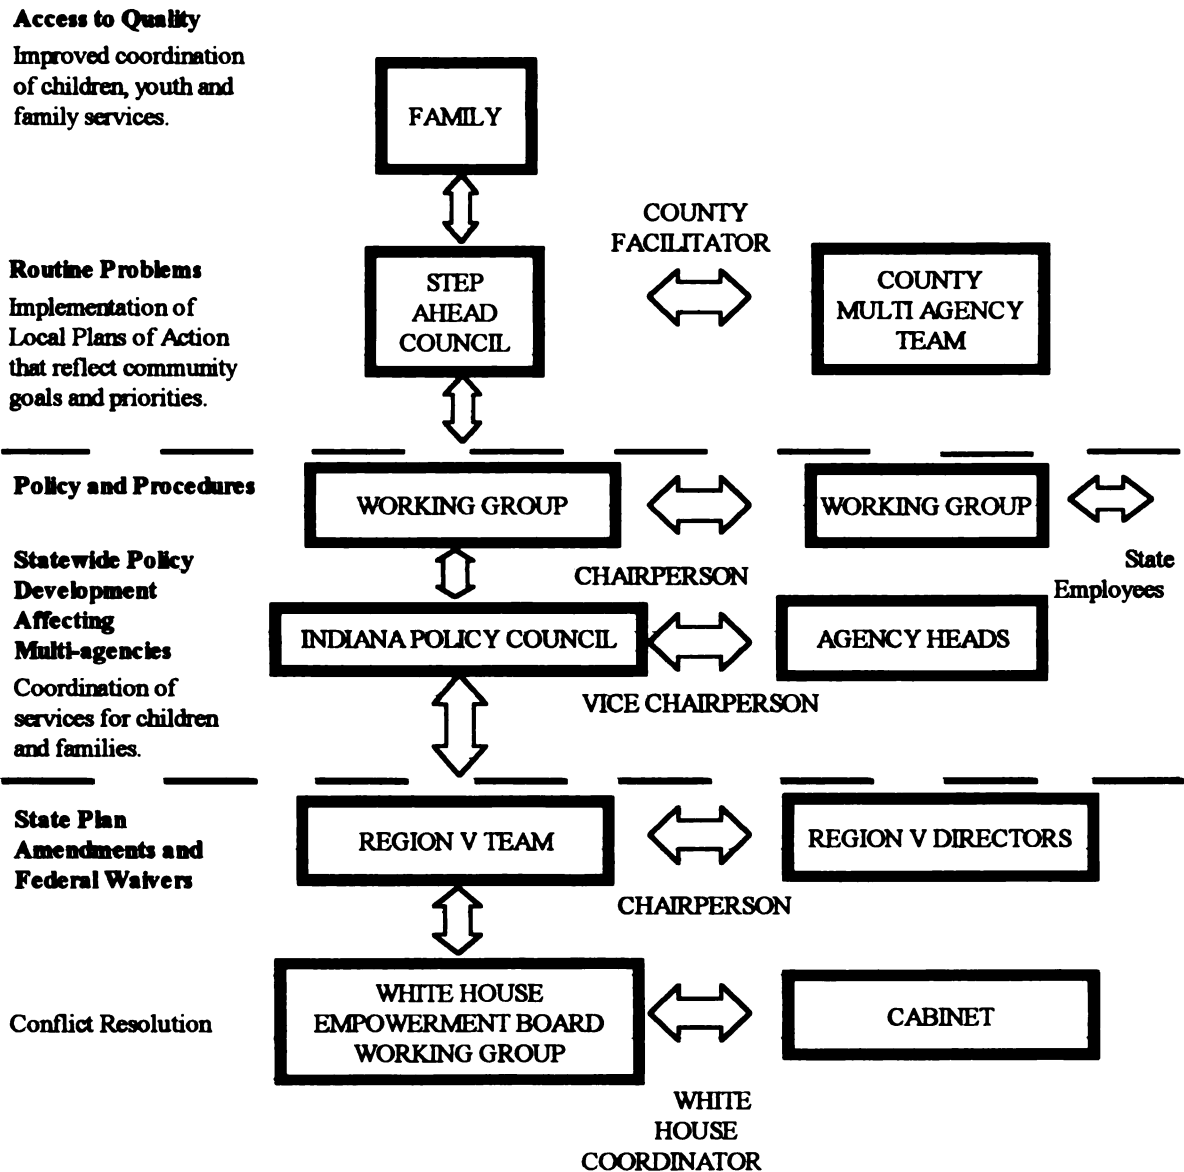 Access to Quality
Improved coordination
of children, youth and
family services.
FAMILY
COUNTY
FACILITATOR
Routine Problems
Implementation of
Local Plans of Action
that reflect community
goals and priorities.
STEP
AHEAD
COUNCIL
COUNTY
MULTI AGENCY
TEAM
Policy and Procedures
WORKING GROUP
WORKING GROUP
State
Employees
CHAIRPERSON
Statewide Policy
Development
Affecting
Multi-agencies
Coordination of
services for children
and families.
INDIANA POLICY COUNCIL
AGENCY HEADS
VICE CHAIRPERSON
State Plan
Amendments and
Federal Waivers
REGION V TEAM
REGION V DIRECTORS
CHAIRPERSON
Conflict Resolution
WHITE HOUSE
EMPOWERMENT BOARD
WORKING GROUP
CABINET
WHITE
HOUSE
COORDINATOR